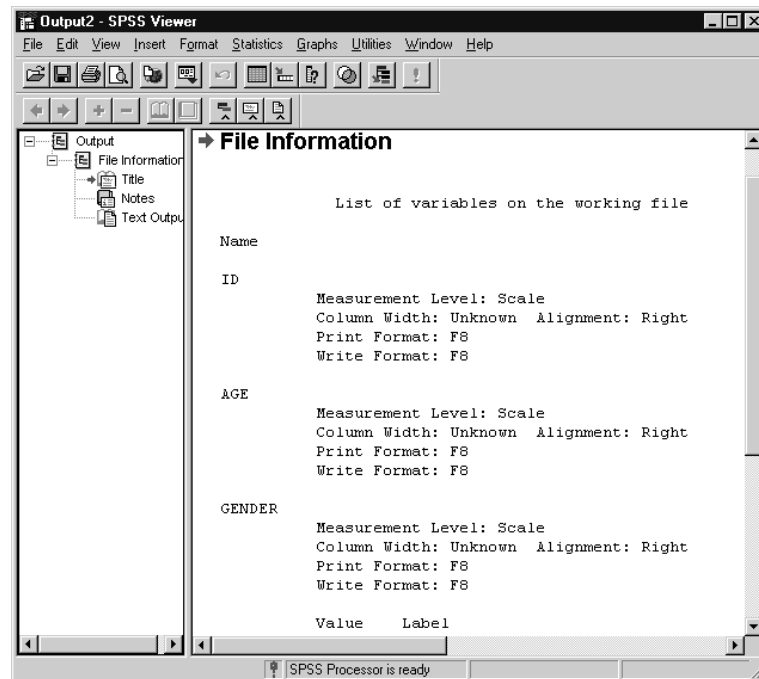 Output2 - SPSS Viewer
File Edit View Insert Format Statistics Graphs Utilities Window Help
Output
File Information
Title
Notes
Text Outpu
File Information
List of variables on the working file
Name
ID
Measurement Level: Scale
Column Width: Unknown Alignment: Right
Print Format: F8
Write Format: F8
AGE
Measurement Level: Scale
Column Width: Unknown Alignment: Right
Print Format: F8
Write Format: F8
GENDER
Measurement Level: Scale
Column Width: Unknown Alignment: Right
Print Format: F8
Write Format: F8
Value Label
SPSS Processor is ready